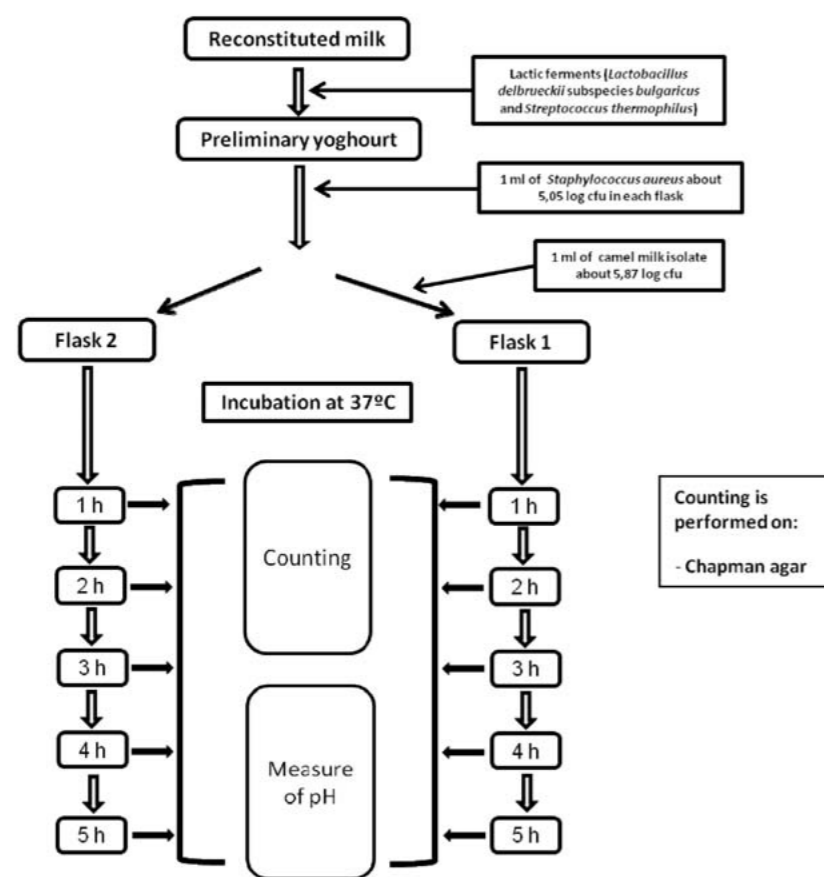 Reconstituted milk
Lactic ferments (Lactobacillus
delbrueckii subspecies bulgaricus
and Streptococcus thermophilus)
Preliminary yoghourt
1 ml of Staphylococcus aureus about
5,05 log cfu in each flask
1 ml of camel milk isolate
about 5,87 log cfu
Flask 2
Flask 1
Incubation at 37ºC
1 h
2 h
3 h
4 h
5 h
Counting
Measure
of pH
1 h
2 h
3 h
4 h
5 h
Counting is
performed on:
- Chapman agar